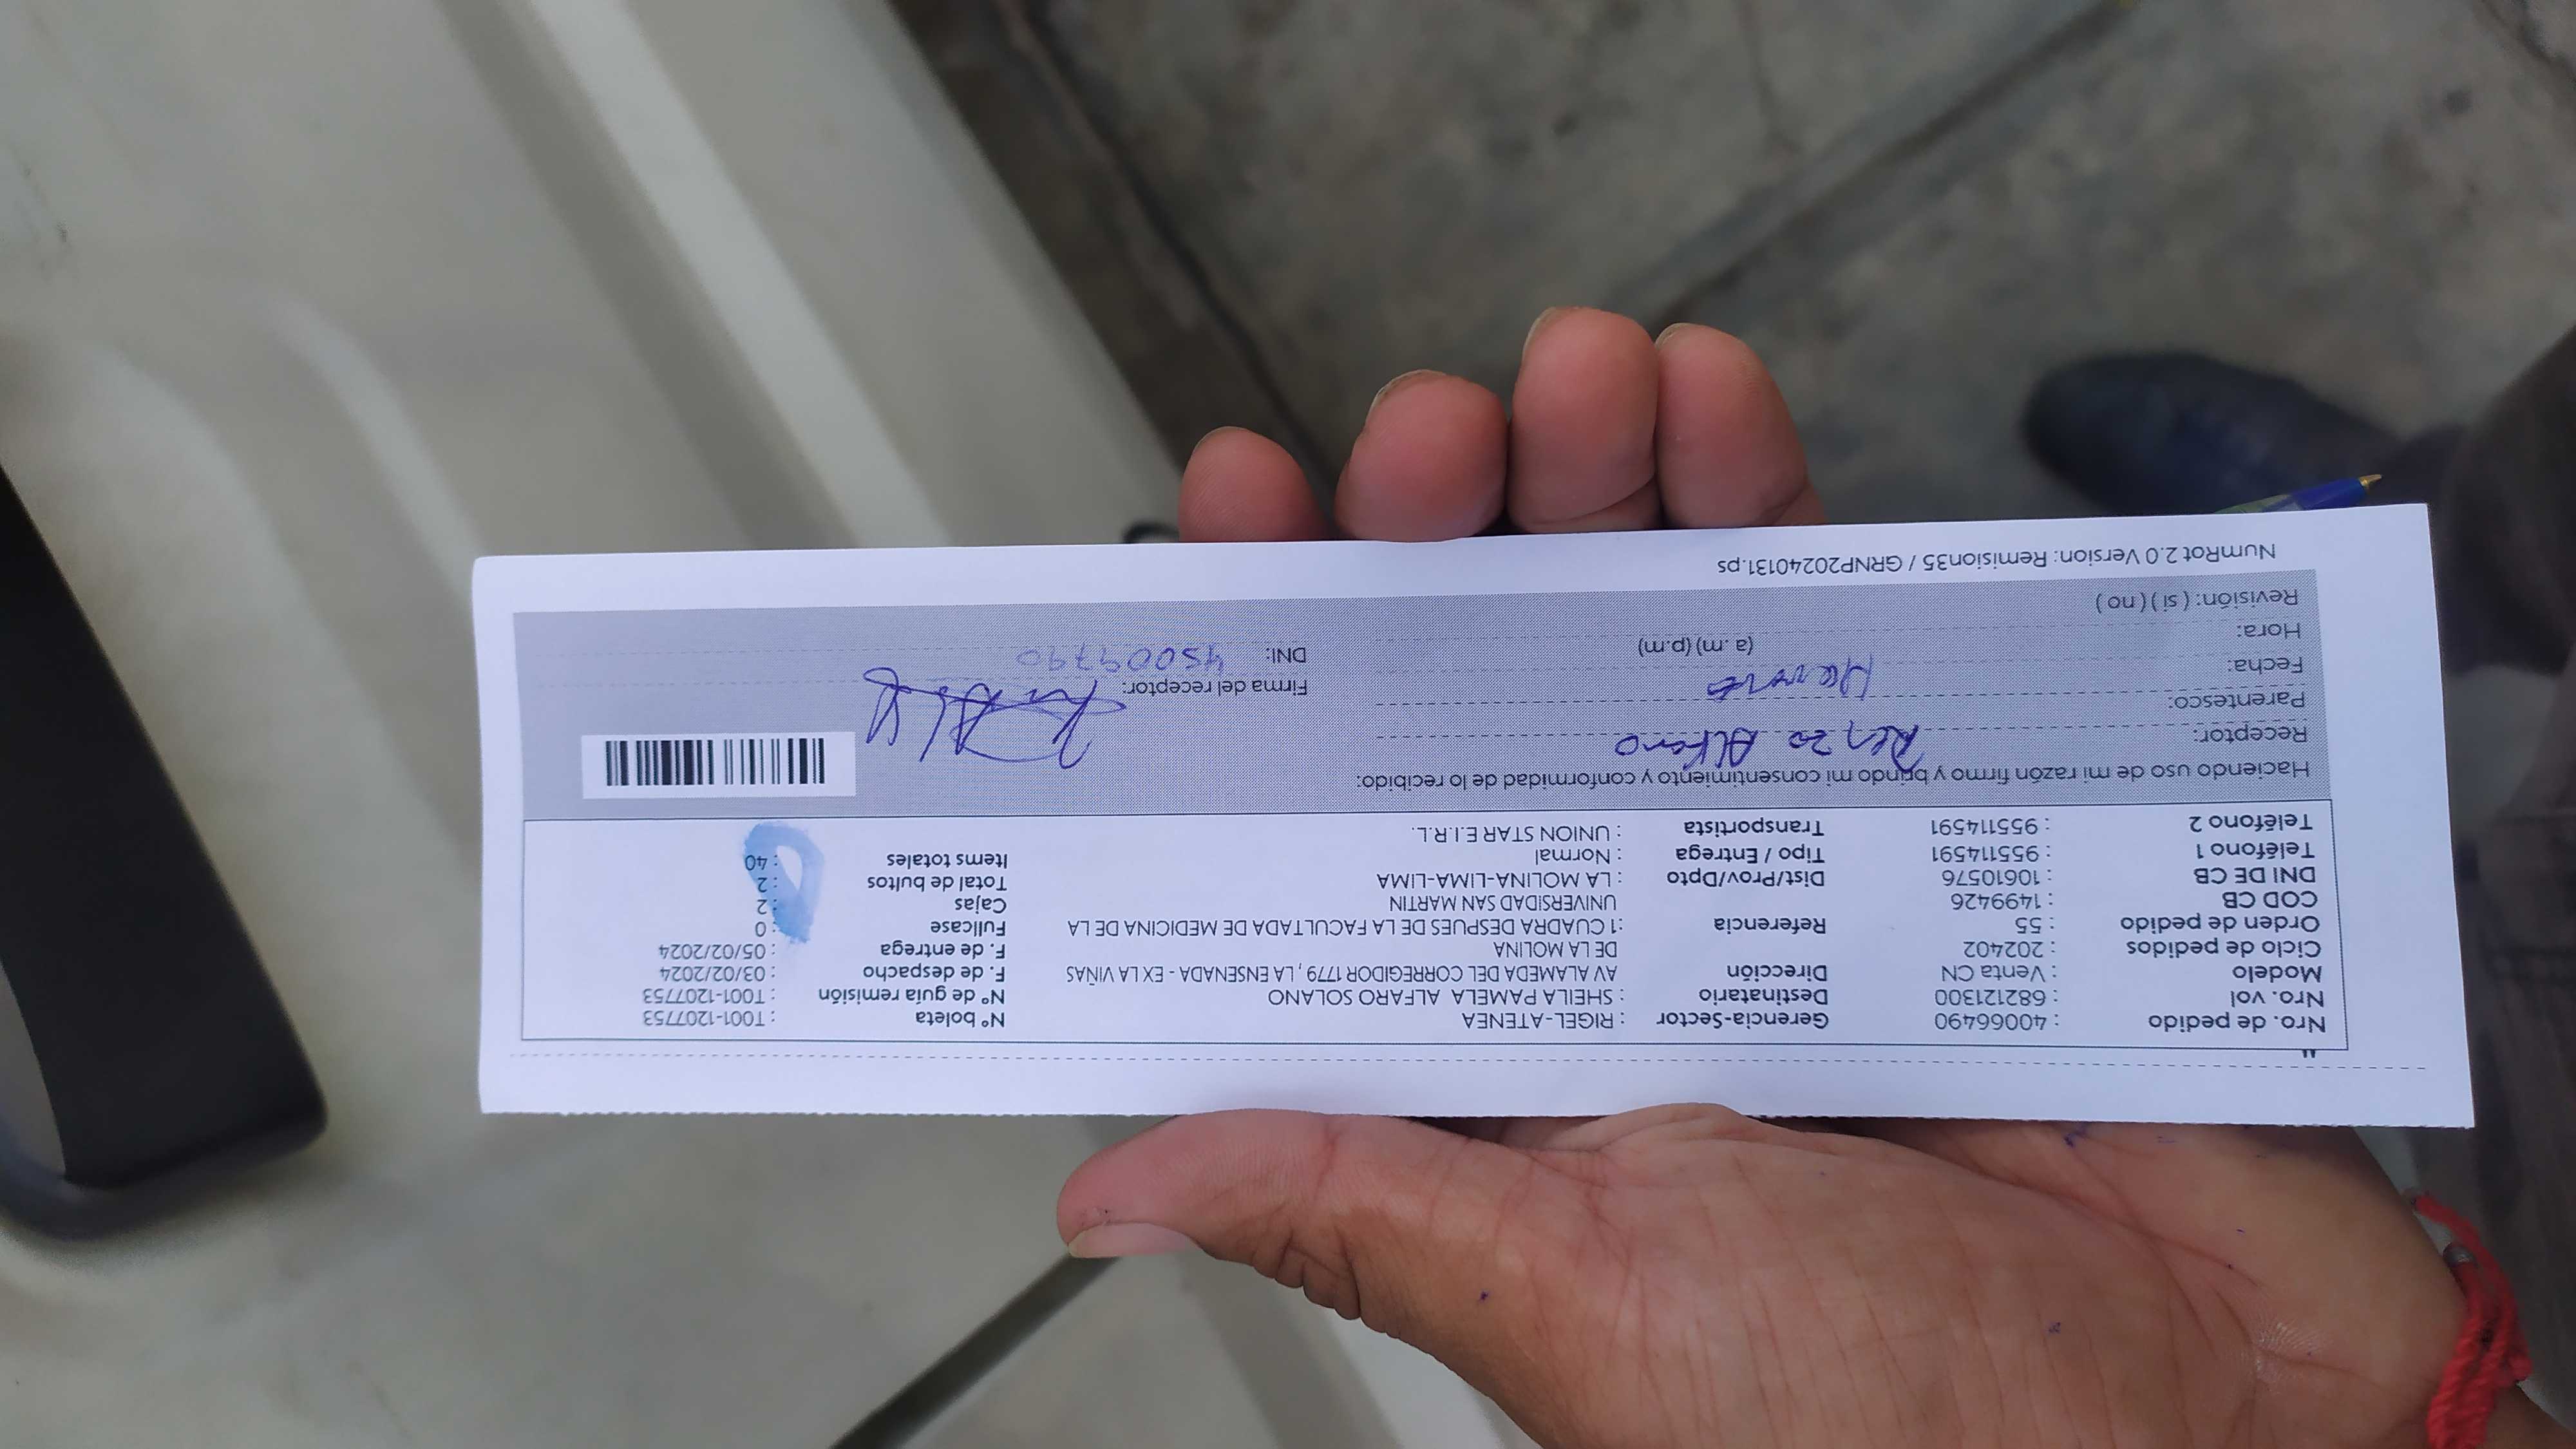 Nro. de pedido : 40066490 Gerencia-Sector : RIGEL-ATENEA Nº boleta : T001-1207753
Nro. vol : 682121300 Destinatario : SHEILA PAMELA ALFARO SOLANO Nº de guía remisión : T001-1207753
Modelo : Venta CN Dirección AV ALAMEDA DEL CORREGIDOR 1779 , LA ENSENADA - EX LA VIÑAS F. de despacho : 03/02/2024
Ciclo de pedidos : 202402 DE LA MOLINA F. de entrega : 05/02/2024
Orden de pedido : 55 Referencia : 1 CUADRA DESPUES DE LA FACULTADA DE MEDICINA DE LA Fullcase : 0
COD CB : 1499426 UNIVERSIDAD SAN MARTIN Cajas : 2
DNI DE CB : 10610576 Dist/Prov/Dpto : LA MOLINA-LIMA-LIMA Total de bultos : 2
Teléfono 1 : 955114591 Tipo / Entrega : Normal Items totales : 40
Teléfono 2 : 955114591 Transportista : UNION STAR E.I.R.L.
Haciendo uso de mi razón firmo y brindo mi consentimiento y conformidad de lo recibido:
Receptor: Renzo Alfaro
Parentesco: Hermano Firma del receptor:
Fecha: DNI: 45009790
Hora: (a .m) (p.m)
Revisión: ( si ) ( no )
NumRot 2.0 Version: Remision35 / GRNP20240131.ps